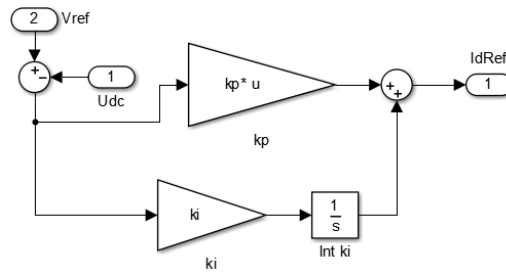 2
Vref
+
−
1
Udc
kp* u
kp
+
+
IdRef
1
ki
ki
1
s
Int ki